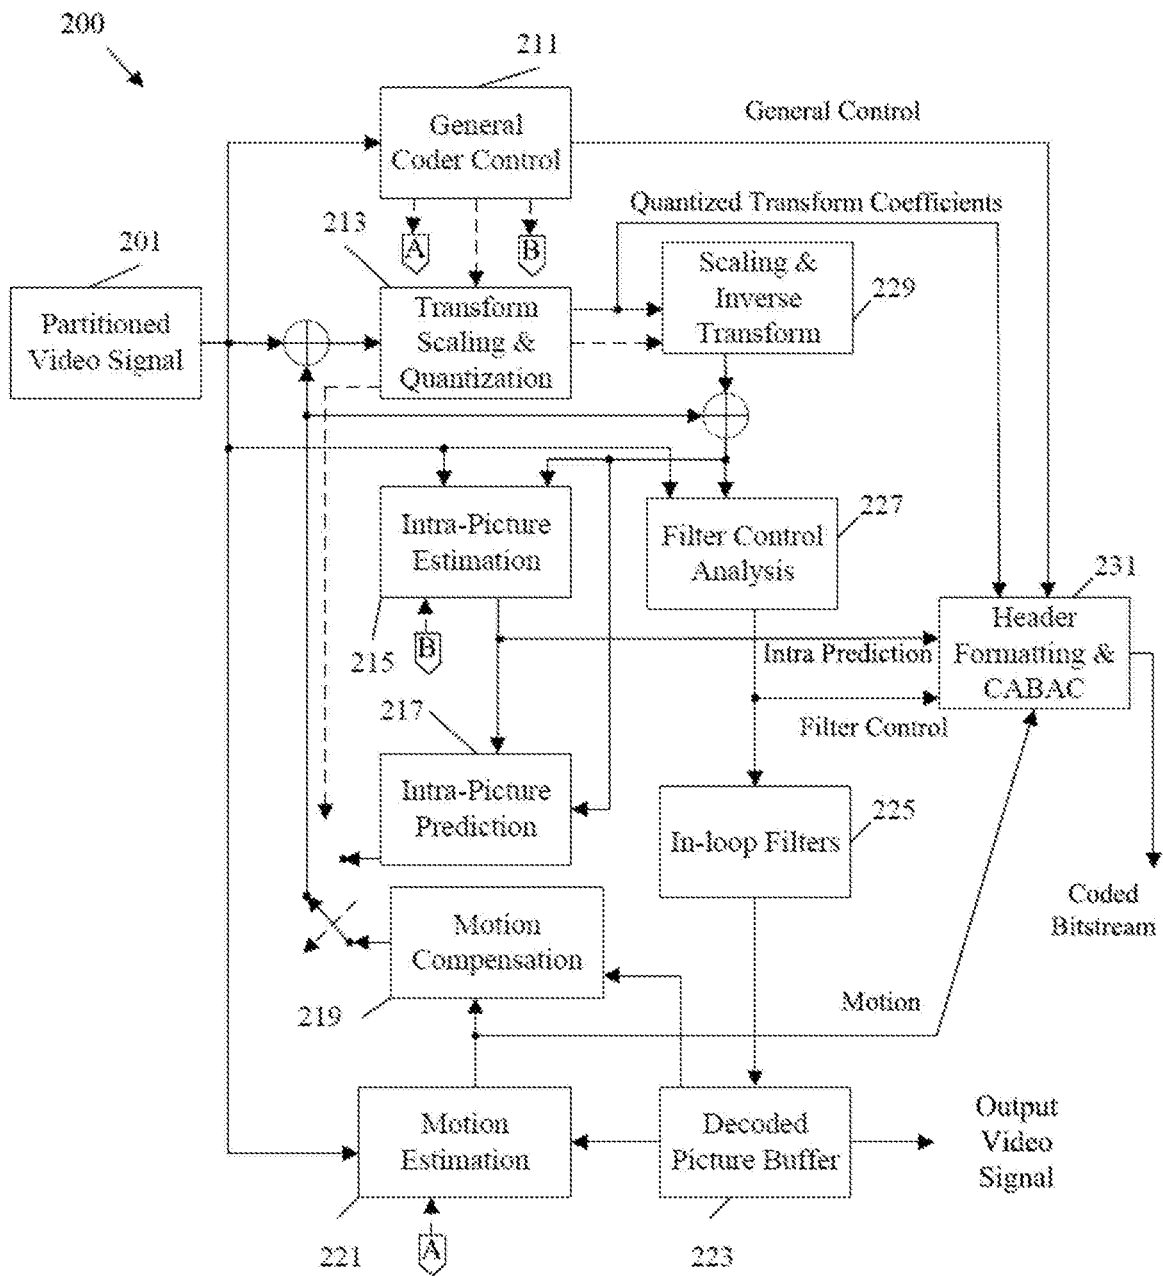 200
211
General
Coder Control
General Control
Quantized Transform Coefficients
213
A
B
201
Partitioned
Video Signal
Transform
Scaling &
Quantization
Scaling &
Inverse
Transform
229
Intra-Picture
Estimation
215
B
Filter Control
Analysis
227
231
Header
Formatting &
CABAC
Intra Prediction
Filter Control
217
Intra-Picture
Prediction
In-loop Filters
225
Coded
Bitstream
Motion
Compensation
219
Motion
Motion
Estimation
221
A
Decoded
Picture Buffer
223
Output
Video
Signal